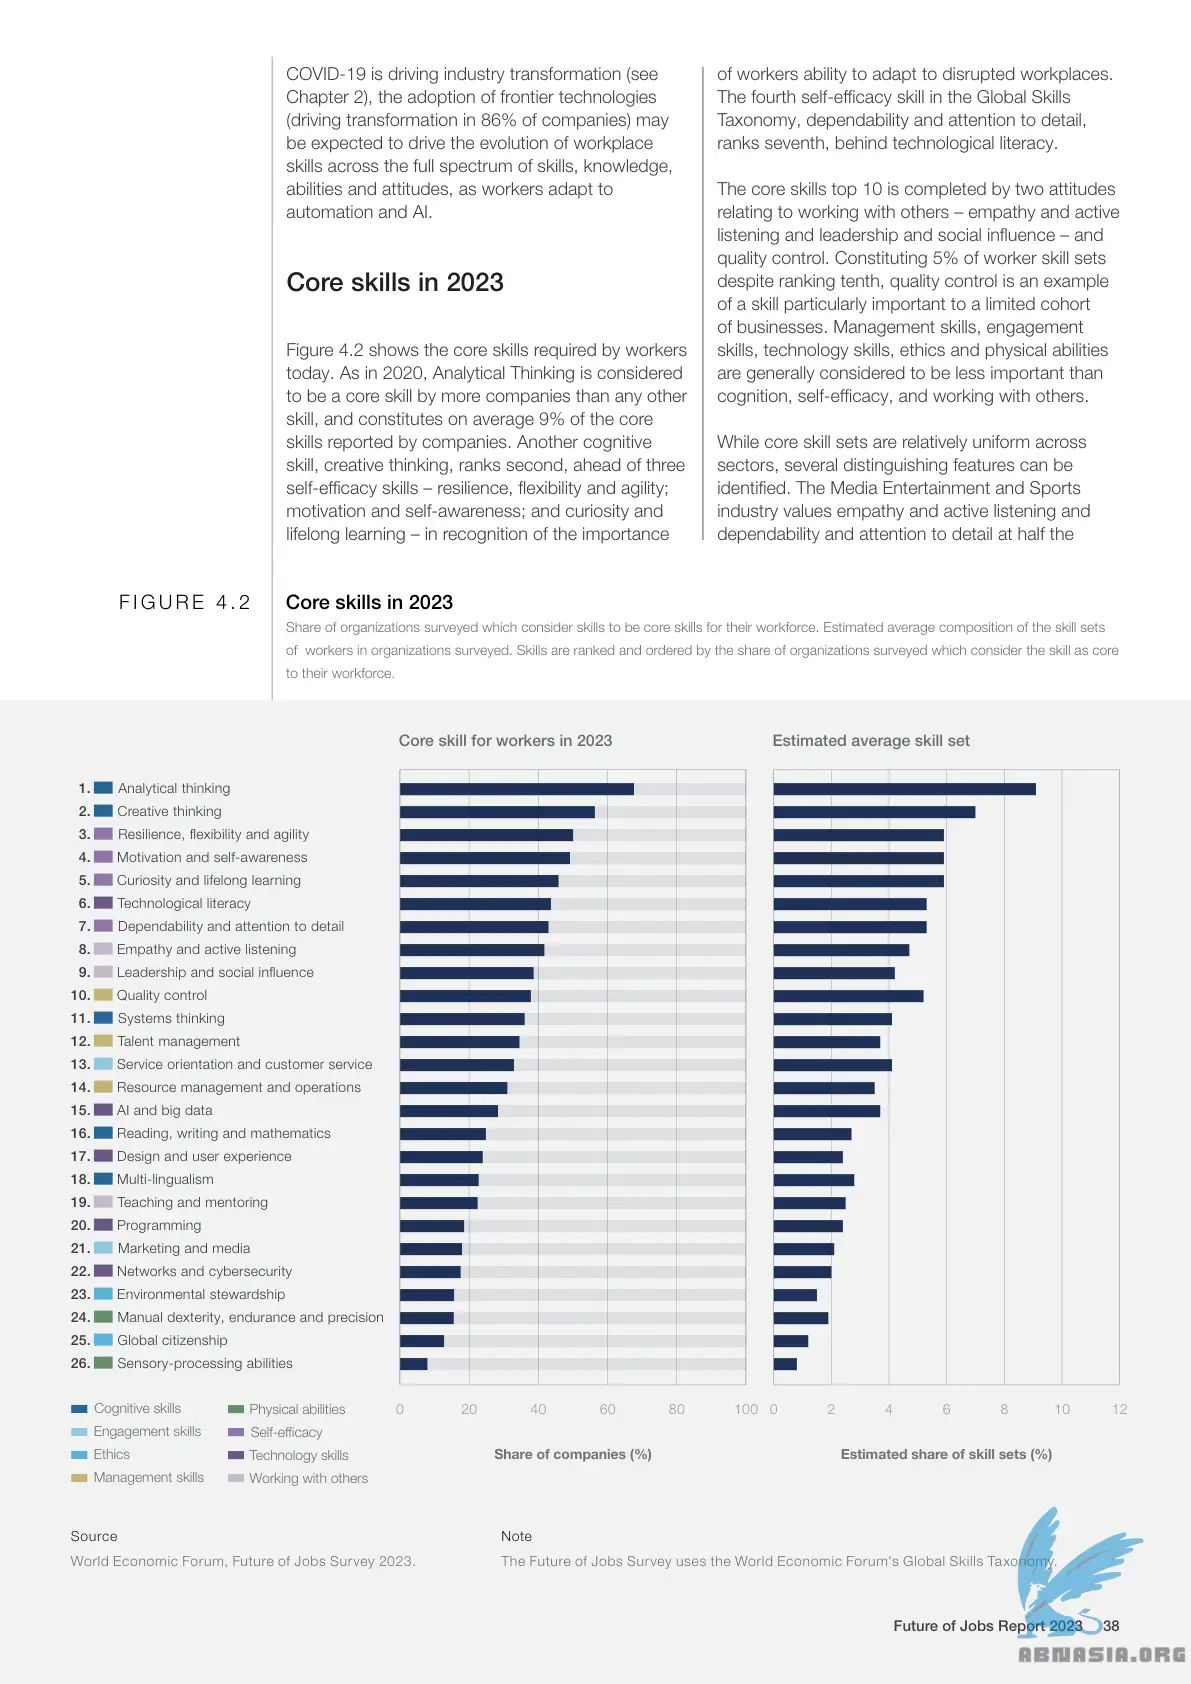 COVID-19 is driving industry transformation (see
Chapter 2), the adoption of frontier technologies
(driving transformation in 86% of companies) may
be expected to drive the evolution of workplace
skills across the full spectrum of skills, knowledge,
abilities and attitudes, as workers adapt to
automation and AI.
Core skills in 2023
Figure 4.2 shows the core skills required by workers
today. As in 2020, Analytical Thinking is considered
to be a core skill by more companies than any other
skill, and constitutes on average 9% of the core
skills reported by companies. Another cognitive
skill, creative thinking, ranks second, ahead of three
self-efficacy skills – resilience, flexibility and agility;
motivation and self-awareness; and curiosity and
lifelong learning – in recognition of the importance
of workers ability to adapt to disrupted workplaces.
The fourth self-efficacy skill in the Global Skills
Taxonomy, dependability and attention to detail,
ranks seventh, behind technological literacy.
The core skills top 10 is completed by two attitudes
relating to working with others – empathy and active
listening and leadership and social influence – and
quality control. Constituting 5% of worker skill sets
despite ranking tenth, quality control is an example
of a skill particularly important to a limited cohort
of businesses. Management skills, engagement
skills, technology skills, ethics and physical abilities
are generally considered to be less important than
cognition, self-efficacy, and working with others.
While core skill sets are relatively uniform across
sectors, several distinguishing features can be
identified. The Media Entertainment and Sports
industry values empathy and active listening and
dependability and attention to detail at half the
FIGURE 4.2
Core skills in 2023
Share of organizations surveyed which consider skills to be core skills for their workforce. Estimated average composition of the skill sets
of workers in organizations surveyed. Skills are ranked and ordered by the share of organizations surveyed which consider the skill as core
to their workforce.
Core skill for workers in 2023
Estimated average skill set
1. Analytical thinking
2. Creative thinking
3. Resilience, flexibility and agility
4. Motivation and self-awareness
5. Curiosity and lifelong learning
6. Technological literacy
7. Dependability and attention to detail
8. Empathy and active listening
9. Leadership and social influence
10. Quality control
11. Systems thinking
12. Talent management
13. Service orientation and customer service
14. Resource management and operations
15. AI and big data
16. Reading, writing and mathematics
17. Design and user experience
18. Multi-lingualism
19. Teaching and mentoring
20. Programming
21. Marketing and media
22. Networks and cybersecurity
23. Environmental stewardship
24. Manual dexterity, endurance and precision
25. Global citizenship
26. Sensory-processing abilities
0 20 40 60 80 100
0 2 4 6 8 10 12
Share of companies (%)
Estimated share of skill sets (%)
Cognitive skills
Engagement skills
Ethics
Management skills
Physical abilities
Self-efficacy
Technology skills
Working with others
Source
World Economic Forum, Future of Jobs Survey 2023.
Note
The Future of Jobs Survey uses the World Economic Forum's Global Skills Taxonomy.
Future of Jobs Report 2023 38
ABNASIA.ORG